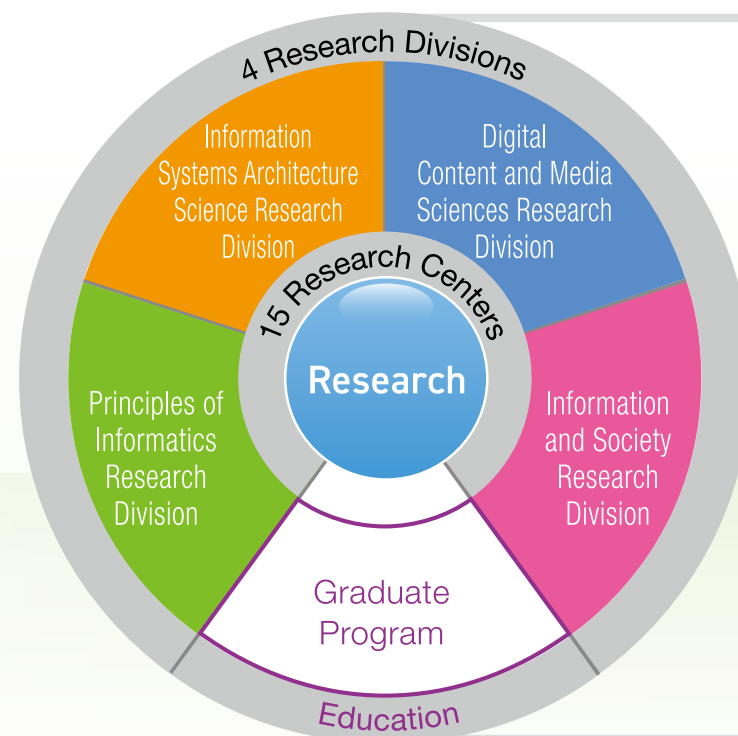 4 Research Divisions
Information
Systems Architecture
Science Research
Division
Digital
Content and Media
Sciences Research
Division
15 Research Centers
Research
Principles of
Informatics
Research
Division
Information
and Society
Research
Division
Graduate
Program
Education